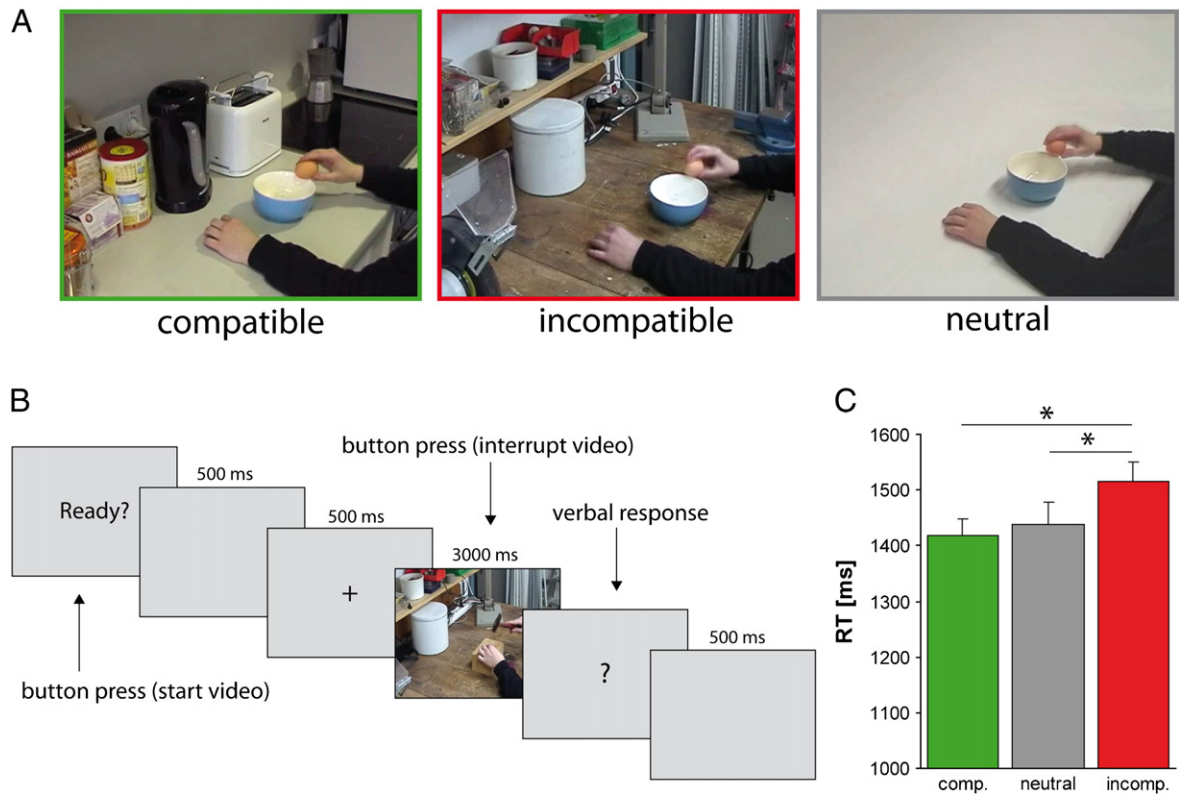 A
compatible
incompatible
neutral
B
Ready?
500 ms
500 ms
+
button press (interrupt video)
3000 ms
verbal response
?
500 ms
button press (start video)
C
*
*
RT [ms]
1600
1500
1400
1300
1200
1100
1000
comp.
neutral
incomp.